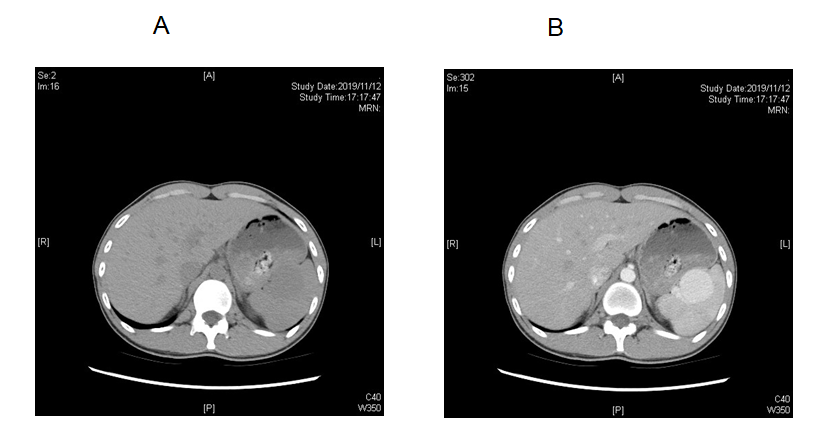 A
B
Se:2
Im:16
[A]
Study Date:2019/11/12
Study Time:17:17:47
MRN:
[R]
[L]
C40
W350
[P]
Se:302
Im:15
[A]
Study Date:2019/11/12
Study Time:17:17:47
MRN:
[R]
[L]
C40
W350
[P]